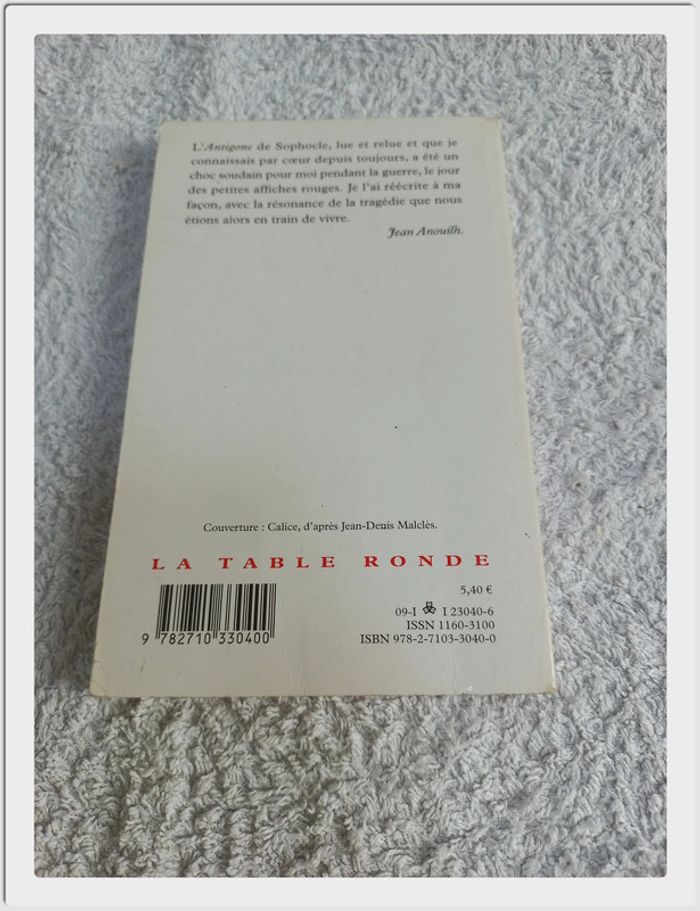 L'Antigone de Sophocle, lue et relue et que je
connaissais par cœur depuis toujours, a été un
choc soudain pour moi pendant la guerre, le jour
des petites affiches rouges. Je l'ai réécrite à ma
façon, avec la résonance de la tragédie que nous
étions alors en train de vivre.
Jean Anouilh.
Couverture : Calice, d'après Jean-Denis Malclès.
LA TABLE RONDE
5,40 €
09-I I 23040-6
ISSN 1160-3100
ISBN 978-2-7103-3040-0
9 782710 330400